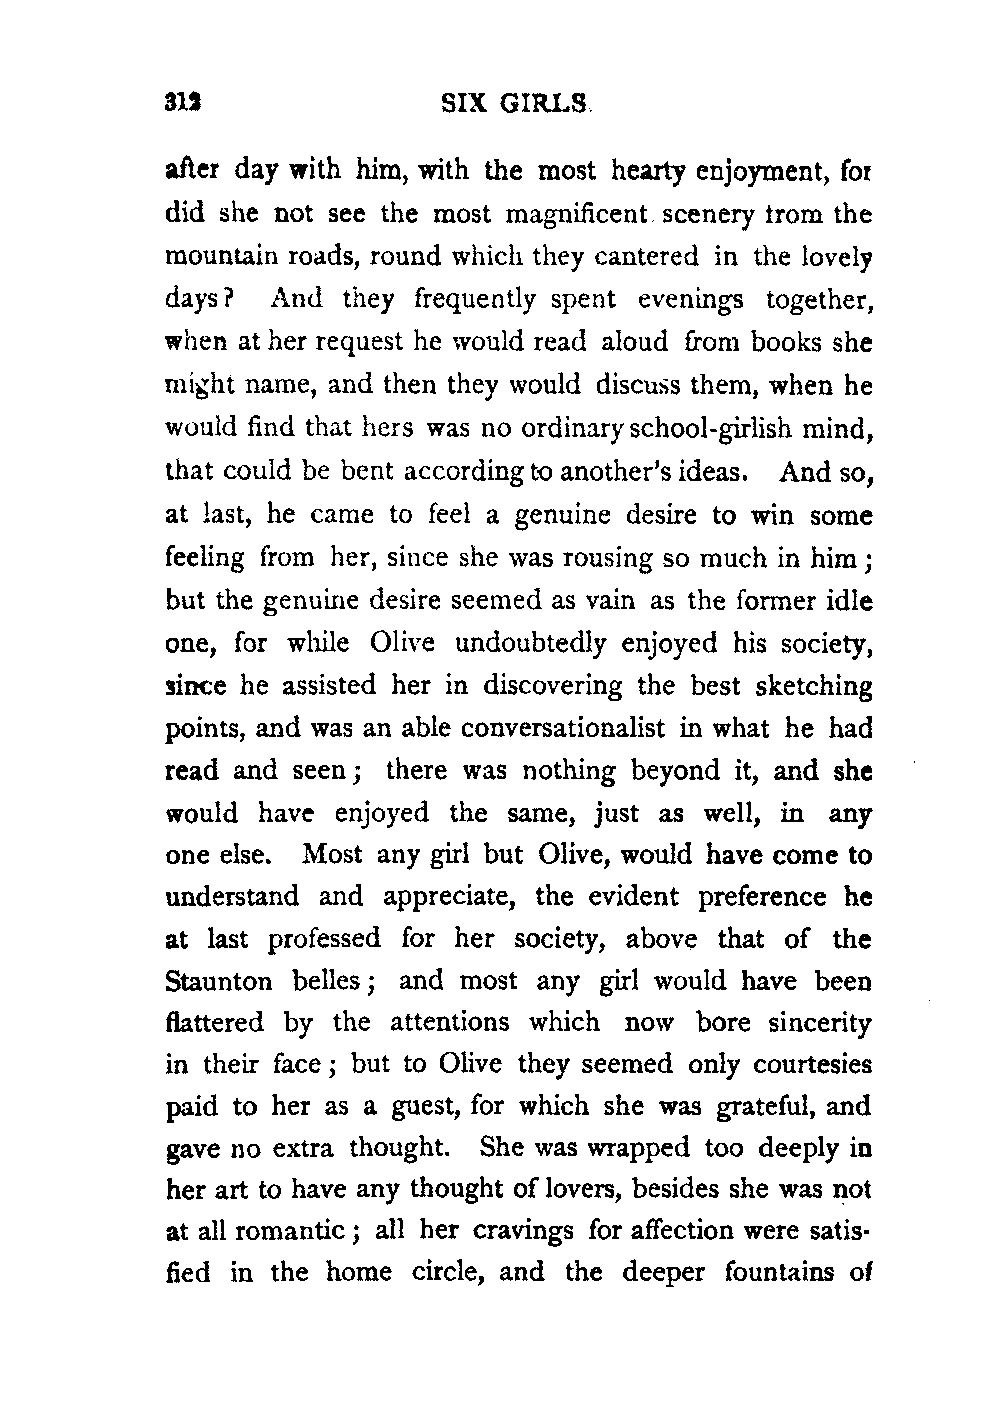 312 SIX GIRLS.
after day with him, with the most hearty enjoyment, for
did she not see the most magnificent scenery from the
mountain roads, round which they cantered in the lovely
days? And they frequently spent evenings together,
when at her request he would read aloud from books she
might name, and then they would discuss them, when he
would find that hers was no ordinary school-girlish mind,
that could be bent according to another's ideas. And so,
at last, he came to feel a genuine desire to win some
feeling from her, since she was rousing so much in him;
but the genuine desire seemed as vain as the former idle
one, for while Olive undoubtedly enjoyed his society,
since he assisted her in discovering the best sketching
points, and was an able conversationalist in what he had
read and seen; there was nothing beyond it, and she
would have enjoyed the same, just as well, in any
one else. Most any girl but Olive, would have come to
understand and appreciate, the evident preference he
at last professed for her society, above that of the
Staunton belles; and most any girl would have been
flattered by the attentions which now bore sincerity
in their face; but to Olive they seemed only courtesies
paid to her as a guest, for which she was grateful, and
gave no extra thought. She was wrapped too deeply in
her art to have any thought of lovers, besides she was not
at all romantic; all her cravings for affection were satis-
fied in the home circle, and the deeper fountains of